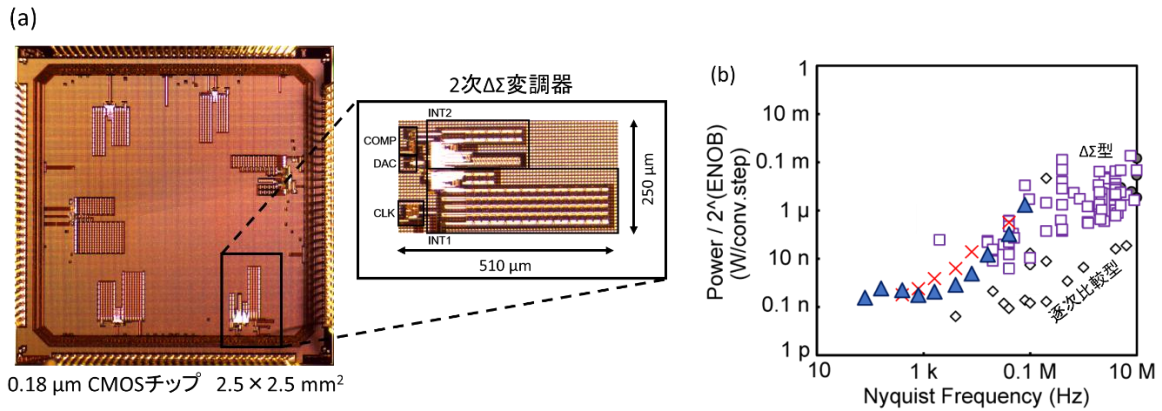 (a)
2次ΔΣ変調器
INT2
COMP
DAC
CLK
INT1
250 µm
510 µm
0.18 µm CMOSチップ 2.5 × 2.5 mm²
(b)
Power / 2^(ENOB)
(W/conv.step)
1
10 m
0.1 m
1 µ
10 n
0.1 n
1 p
ΔΣ型
逐次比較型
10
1 k
0.1 M
10 M
Nyquist Frequency (Hz)